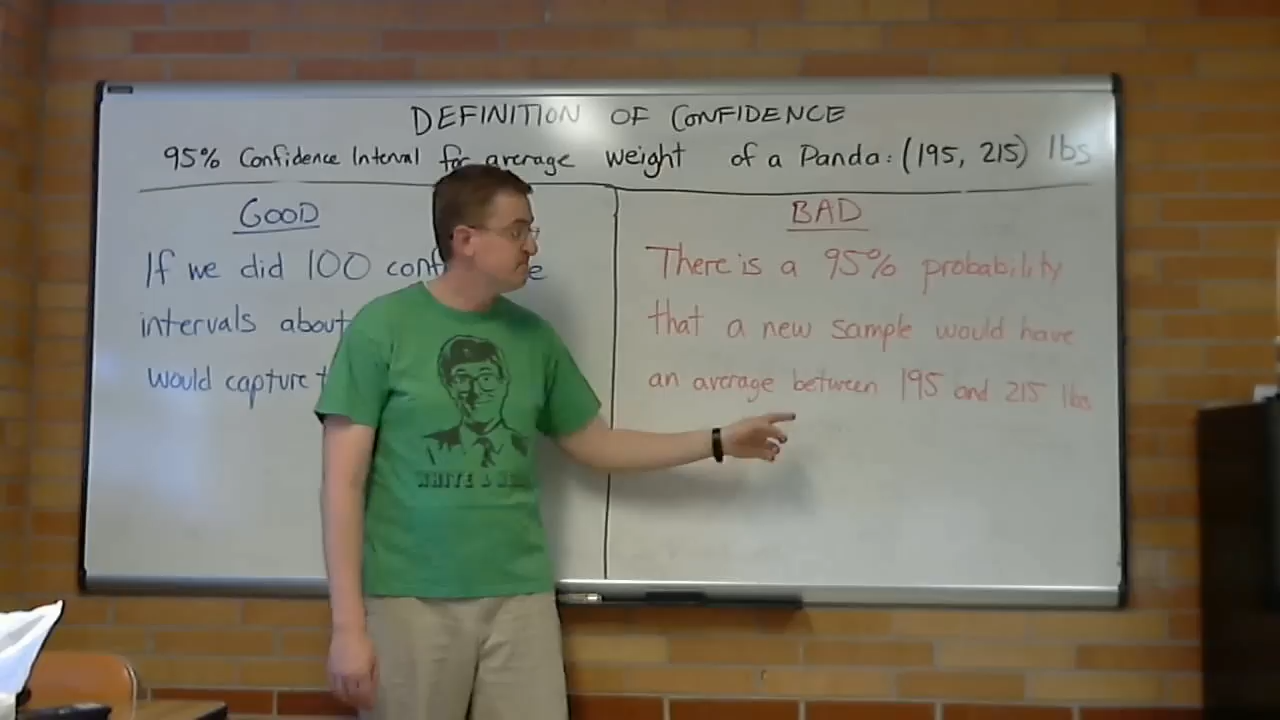 DEFINITION OF CONFIDENCE
95% Confidence Interval for average weight of a Panda: (195, 215) lbs
GOOD
If we did 100
intervals about
would capture
BAD
There is a 95% probability
that a new sample would have
an average between 195 and 215 lbs
WHITE &